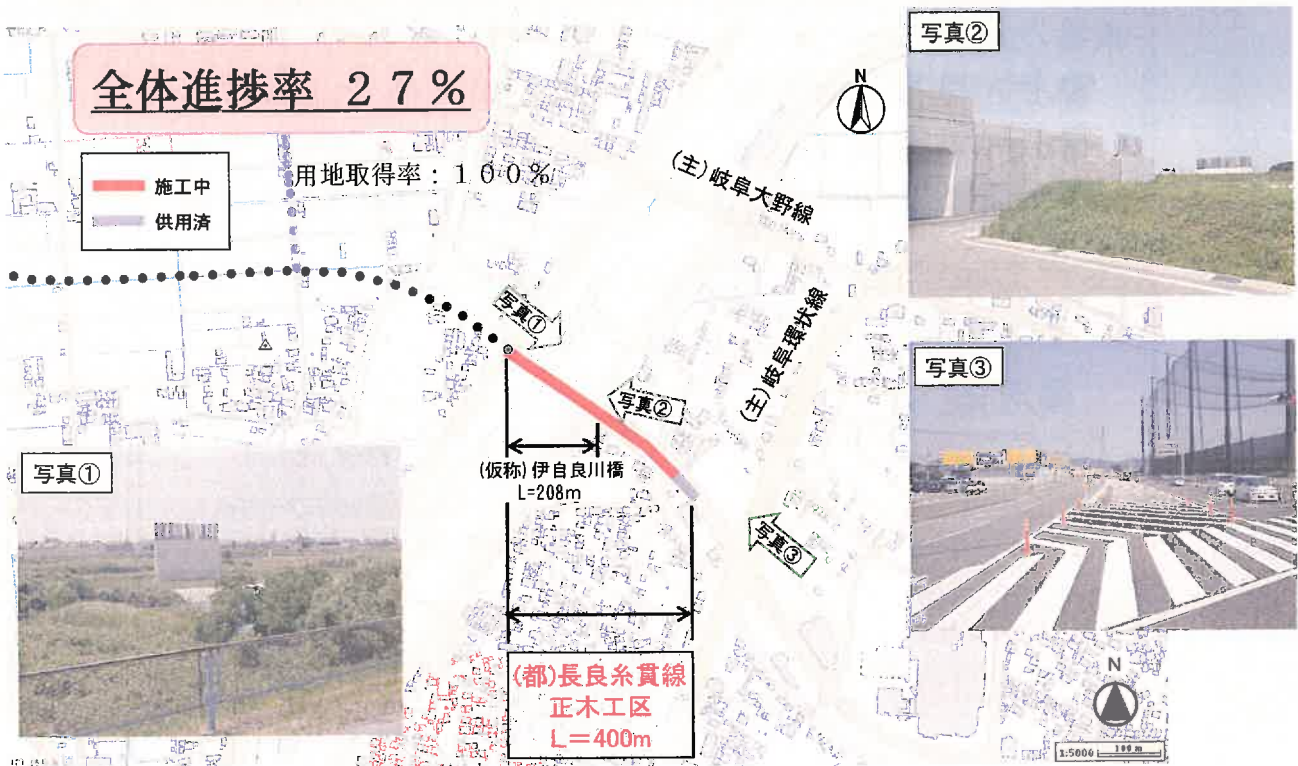 全体進捗率 27%
施工中
供用済
用地取得率：100%
N
(主)岐阜大野線
(主)岐阜環状線
写真①
写真②
写真③
(仮称)伊自良川橋
L=208m
(都)長良糸貫線
正木工区
L=400m
写真①
写真②
写真③
N
1:5000 100m